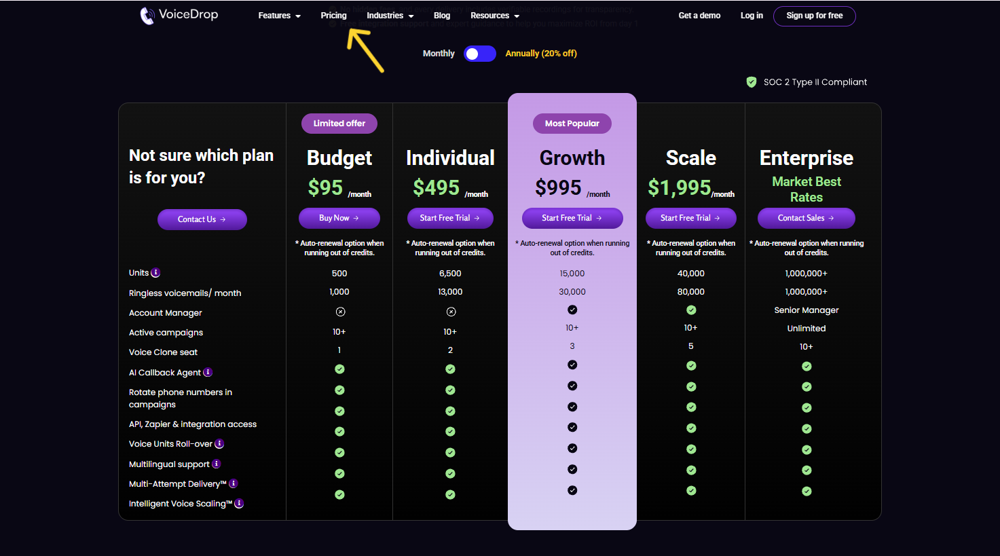 No hidden fees, and every delivery includes verifiable recordings for transparency.
VoiceDrop
Features
Pricing
Industries
Blog
Resources
Get a demo
Log in
Sign up for free
Free integration support and expert guidance to help you maximize ROI from day 1
Monthly
Annually (20% off)
SOC 2 Type II Compliant
Not sure which plan
is for you?
Contact Us →
Limited offer
Budget
$95 /month
Buy Now →
* Auto-renewal option when
running out of credits.
Individual
$495 /month
Start Free Trial →
* Auto-renewal option when
running out of credits.
Most Popular
Growth
$995 /month
Start Free Trial →
* Auto-renewal option when running
out of credits.
Scale
$1,995/month
Start Free Trial →
* Auto-renewal option when
running out of credits.
Enterprise
Market Best
Rates
Contact Sales →
* Auto-renewal option when running
out of credits.
Units i 500 6,500 15,000 40,000 1,000,000+
Ringless voicemails/ month 1,000 13,000 30,000 80,000 1,000,000+
Account Manager Senior Manager
Active campaigns 10+ 10+ 10+ 10+ Unlimited
Voice Clone seat 1 2 3 5 10+
AI Callback Agent i
Rotate phone numbers in
campaigns
API, Zapier & integration access
Voice Units Roll-over i
Multilingual support i
Multi-Attempt Delivery™ i
Intelligent Voice Scaling™ i